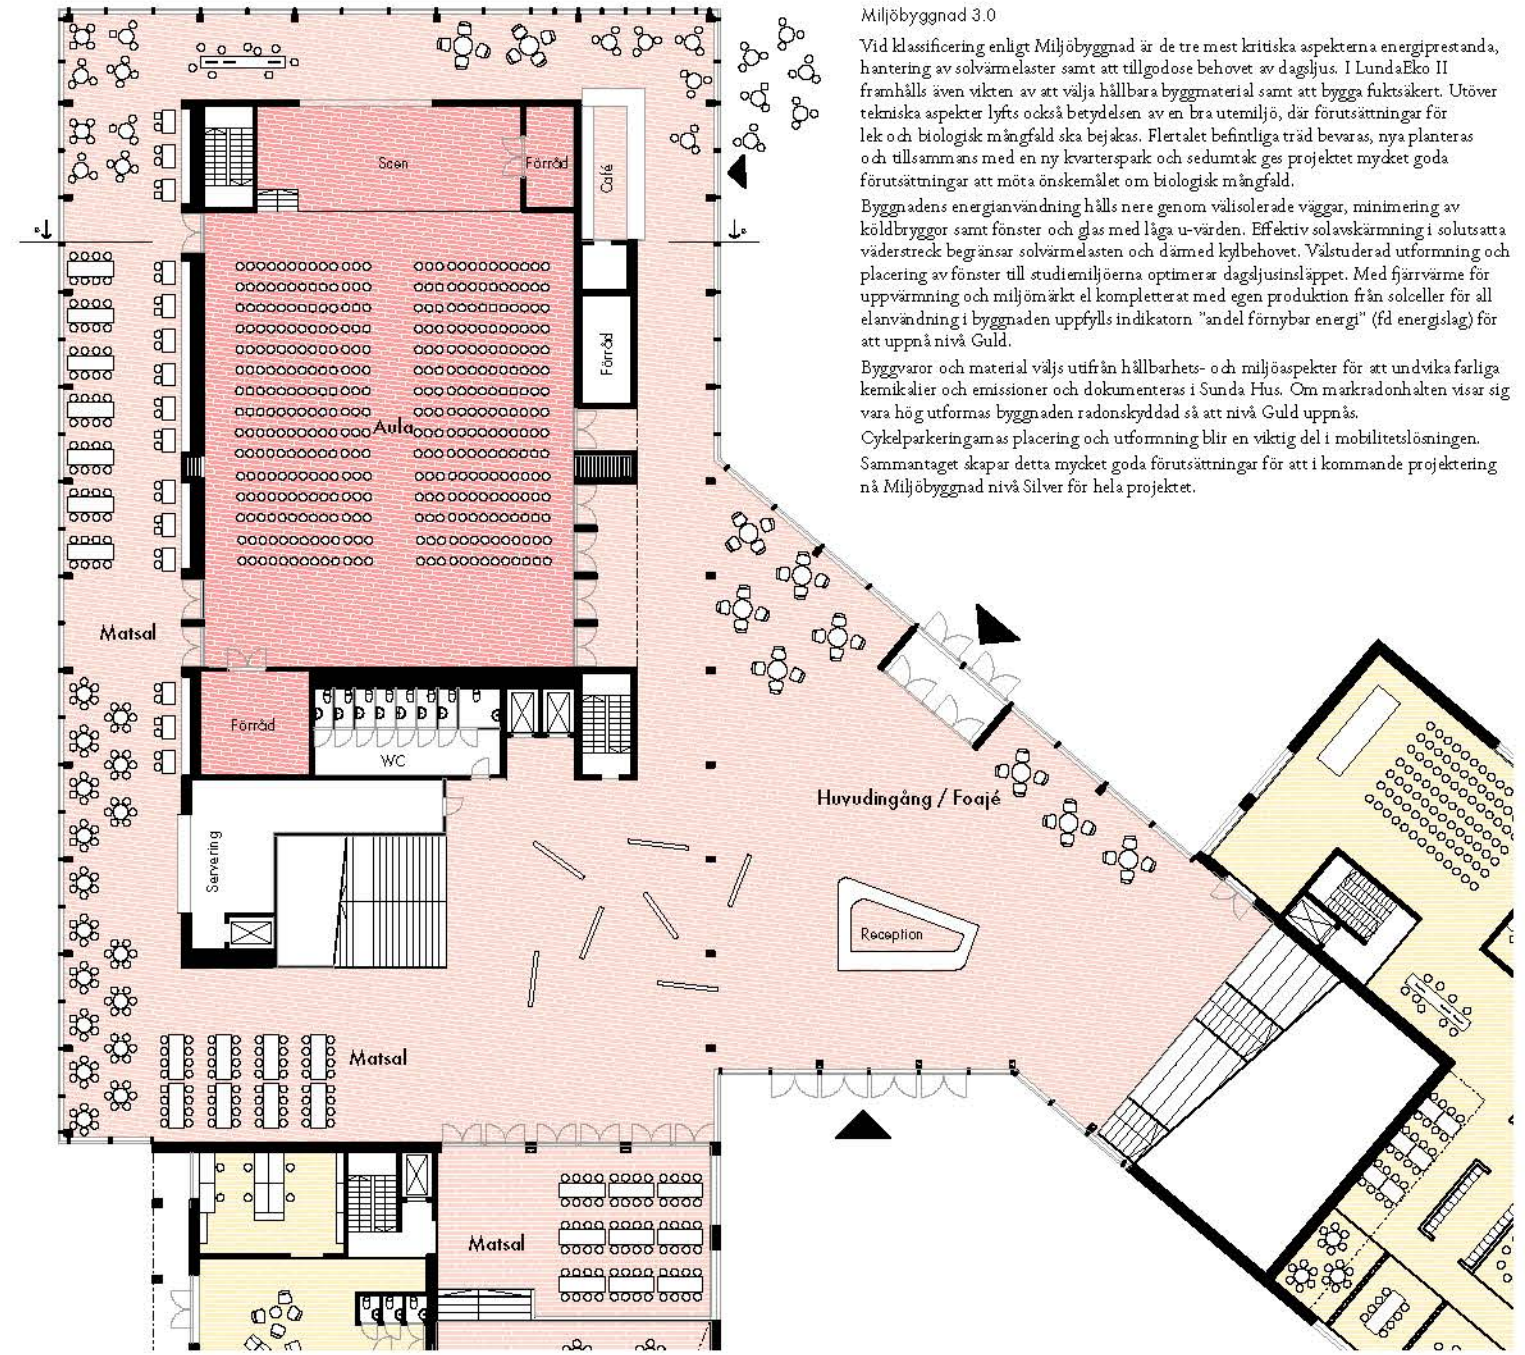 Miljöbyggnad 3.0
Vid klassificering enligt Miljöbyggnad är de tre mest kritiska aspekterna energiprestanda,
hantering av solvärmelaster samt att tillgodose behovet av dagsljus. I LundaEko II
framhålls även vikten av att välja hållbara byggmaterial samt att bygga fuktsäkert. Utöver
tekniska aspekter lyfts också betydelsen av en bra utemiljö, där förutsättningar för
lek och biologisk mångfald ska bejakas. Flertalet befintliga träd bevaras, nya planteras
och tillsammans med en ny kvarterspark och sedumtak ges projektet mycket goda
förutsättningar att möta önskemålet om biologisk mångfald.
Byggnadens energianvändning hålls nere genom välisolerade väggar, minimering av
köldbryggor samt fönster och glas med låga u-värden. Effektiv solavskärmning i solutsatta
väderstreck begränsar solvärmelasten och därmed kylbehovet. Välstuderad utformning och
placering av fönster till studiemiljöerna optimerar dagsljusinsläppet. Med fjärrvärme för
uppvärmning och miljömärkt el kompletterat med egen produktion från solceller för all
elanvändning i byggnaden uppfylls indikatorn "andel förnybar energi" (fd energislag) för
att uppnå nivå Guld.
Byggvaror och material väljs utifrån hållbarhets- och miljöaspekter för att undvika farliga
kemikalier och emissioner och dokumenteras i Sunda Hus. Om markradonhalten visar sig
vara hög utformas byggnaden radonskyddad så att nivå Guld uppnås.
Cykelparkeringarnas placering och utformning blir en viktig del i mobilitetslösningen.
Sammantaget skapar detta mycket goda förutsättningar för att i kommande projektering
nå Miljöbyggnad nivå Silver för hela projektet.
Scen
Förråd
Café
Förråd
Aula
Matsal
Förråd
WC
Huvudingång / Foajé
Servering
Reception
Matsal
Matsal